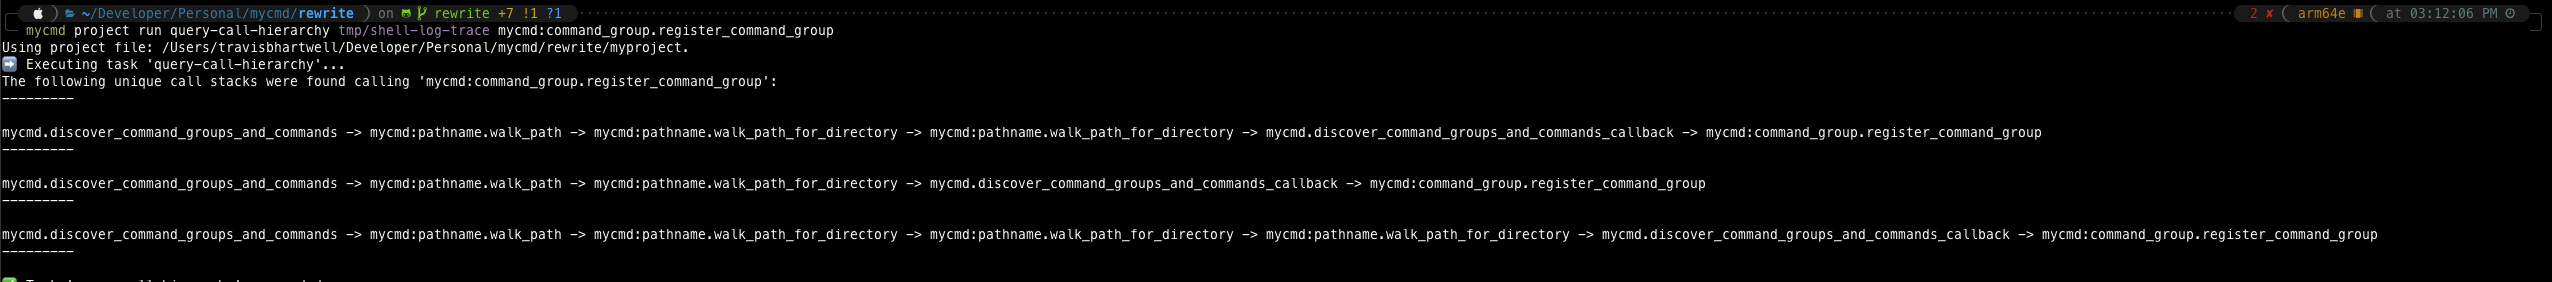 ~/Developer/Personal/mycmd/rewrite ) on rewrite +7 !1 ?1 2 ✘ ( arm64e ( at 03:12:06 PM
mycmd project run query-call-hierarchy tmp/shell-log-trace mycmd:command_group.register_command_group
Using project file: /Users/travisbhartwell/Developer/Personal/mycmd/rewrite/myproject.
➡️ Executing task 'query-call-hierarchy'...
The following unique call stacks were found calling 'mycmd:command_group.register_command_group':
---------
mycmd.discover_command_groups_and_commands -> mycmd:pathname.walk_path -> mycmd:pathname.walk_path_for_directory -> mycmd:pathname.walk_path_for_directory -> mycmd.discover_command_groups_and_commands_callback -> mycmd:command_group.register_command_group
---------
mycmd.discover_command_groups_and_commands -> mycmd:pathname.walk_path -> mycmd:pathname.walk_path_for_directory -> mycmd.discover_command_groups_and_commands_callback -> mycmd:command_group.register_command_group
---------
mycmd.discover_command_groups_and_commands -> mycmd:pathname.walk_path -> mycmd:pathname.walk_path_for_directory -> mycmd:pathname.walk_path_for_directory -> mycmd:pathname.walk_path_for_directory -> mycmd.discover_command_groups_and_commands_callback -> mycmd:command_group.register_command_group
---------